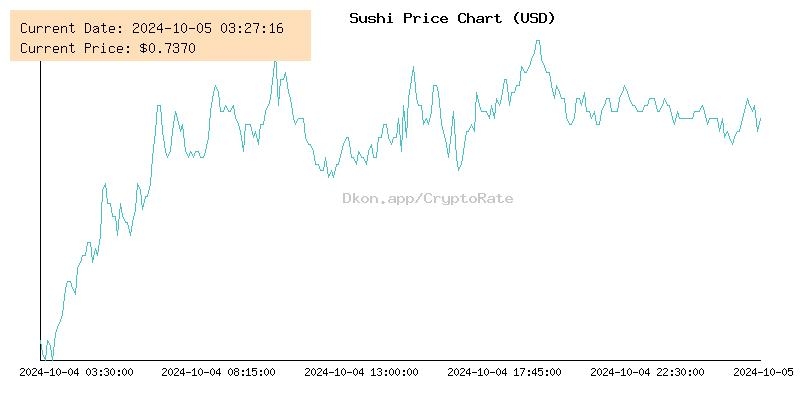 Sushi Price Chart (USD)
Current Date: 2024-10-05 03:27:16
Current Price: $0.7370
Dkon.app/CryptoRate
2024-10-04 03:30:00 2024-10-04 08:15:00 2024-10-04 13:00:00 2024-10-04 17:45:00 2024-10-04 22:30:00 2024-10-05